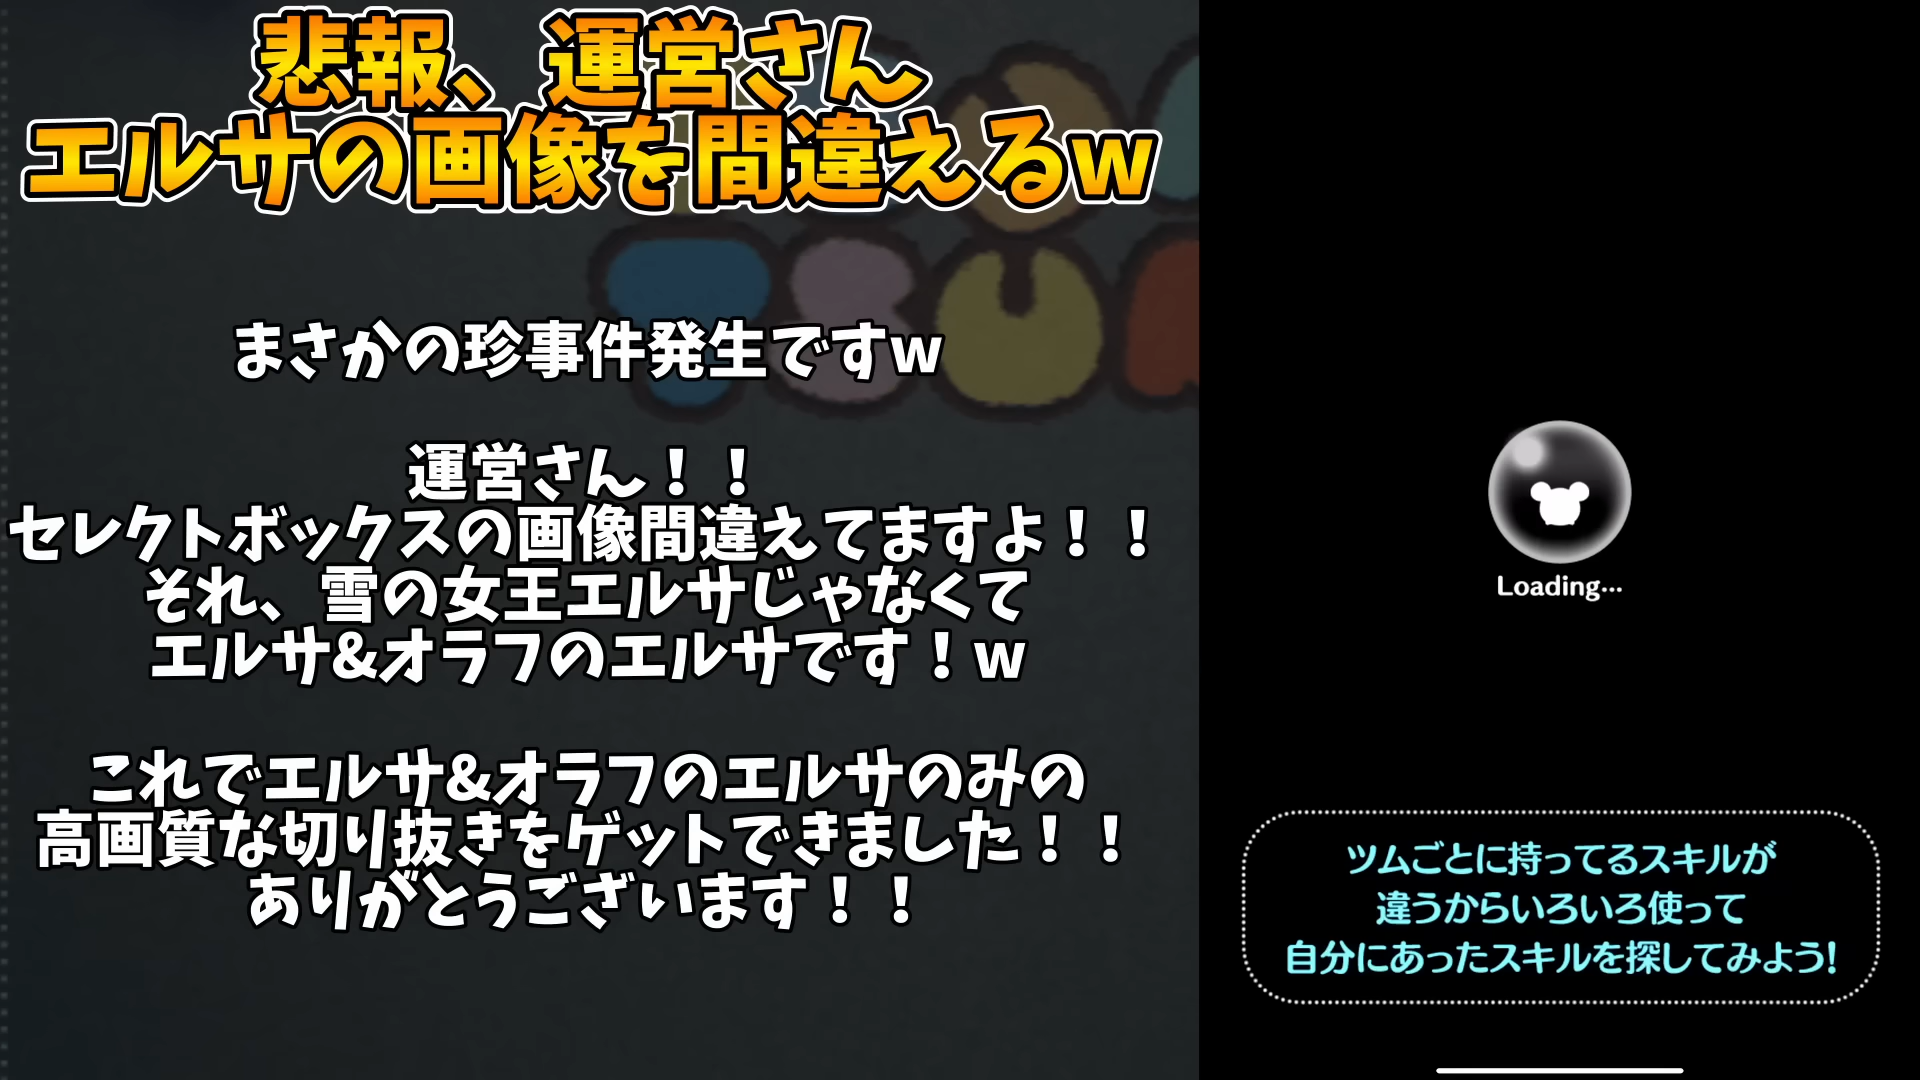 悲報、運営さん
エルサの画像を間違えるw
まさかの珍事件発生ですw
運営さん！！
セレクトボックスの画像間違えてますよ！！
それ、雪の女王エルサじゃなくて
エルサ&オラフのエルサです！w
これでエルサ&オラフのエルサのみの
高画質な切り抜きをゲットできました！！
ありがとうございます！！
Loading…
ツムごとに持ってるスキルが
違うからいろいろ使って
自分にあったスキルを探してみよう!